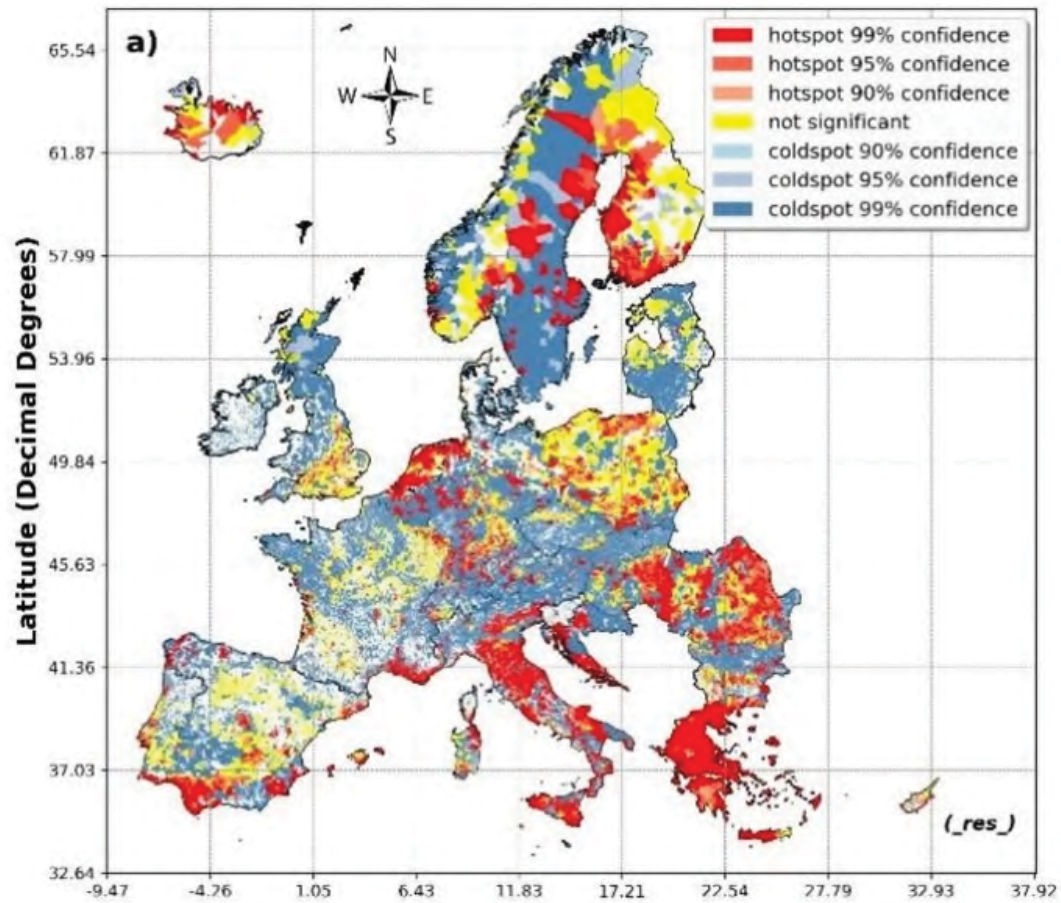 a)
N
W E
S
hotspot 99% confidence
hotspot 95% confidence
hotspot 90% confidence
not significant
coldspot 90% confidence
coldspot 95% confidence
coldspot 99% confidence
Latitude (Decimal Degrees)
65.54
61.87
57.99
53.96
49.84
45.63
41.36
37.03
32.64
(_res_)
-9.47 -4.26 1.05 6.43 11.83 17.21 22.54 27.79 32.93 37.92